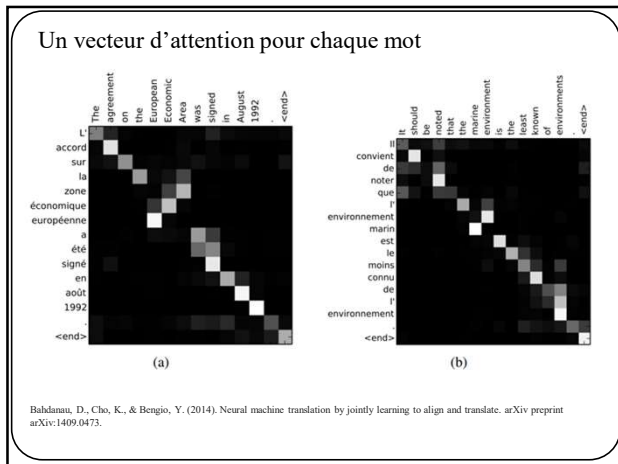 Un vecteur d'attention pour chaque mot
The
agreement
on
the
European
Economic
Area
was
signed
in
August
1992
.
<end>
L'
accord
sur
la
zone
économique
européenne
a
été
signé
en
août
1992
.
<end>
(a)
It
should
be
noted
that
the
marine
environment
is
the
least
known
of
environments
.
<end>
Il
convient
de
noter
que
l'
environnement
marin
est
le
moins
connu
de
l'
environnement
.
<end>
(b)
Bahdanau, D., Cho, K., & Bengio, Y. (2014). Neural machine translation by jointly learning to align and translate. arXiv preprint
arXiv:1409.0473.